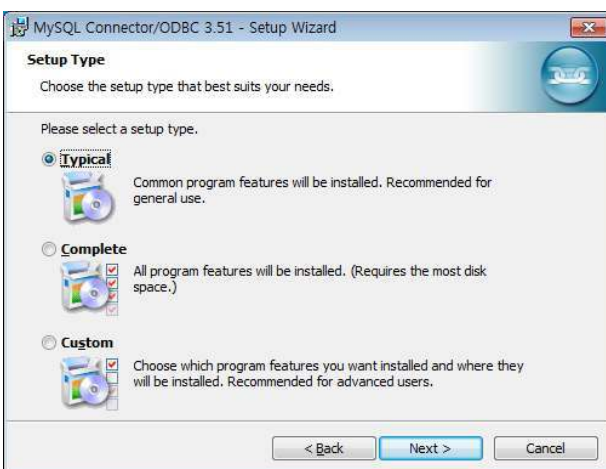 MySQL Connector/ODBC 3.51 - Setup Wizard
Setup Type
Choose the setup type that best suits your needs.
Please select a setup type.
Typical
Common program features will be installed. Recommended for
general use.
Complete
All program features will be installed. (Requires the most disk
space.)
Custom
Choose which program features you want installed and where they
will be installed. Recommended for advanced users.
< Back
Next >
Cancel